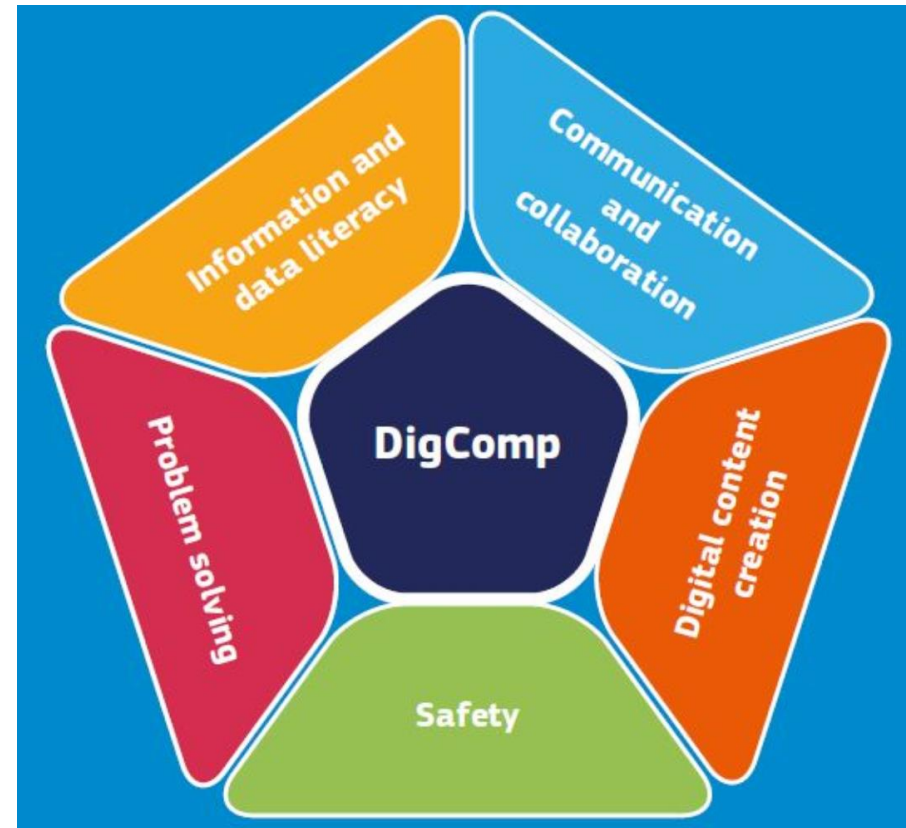 Information and
data literacy
Communication
and
collaboration
DigComp
Problem solving
Digital content
creation
Safety